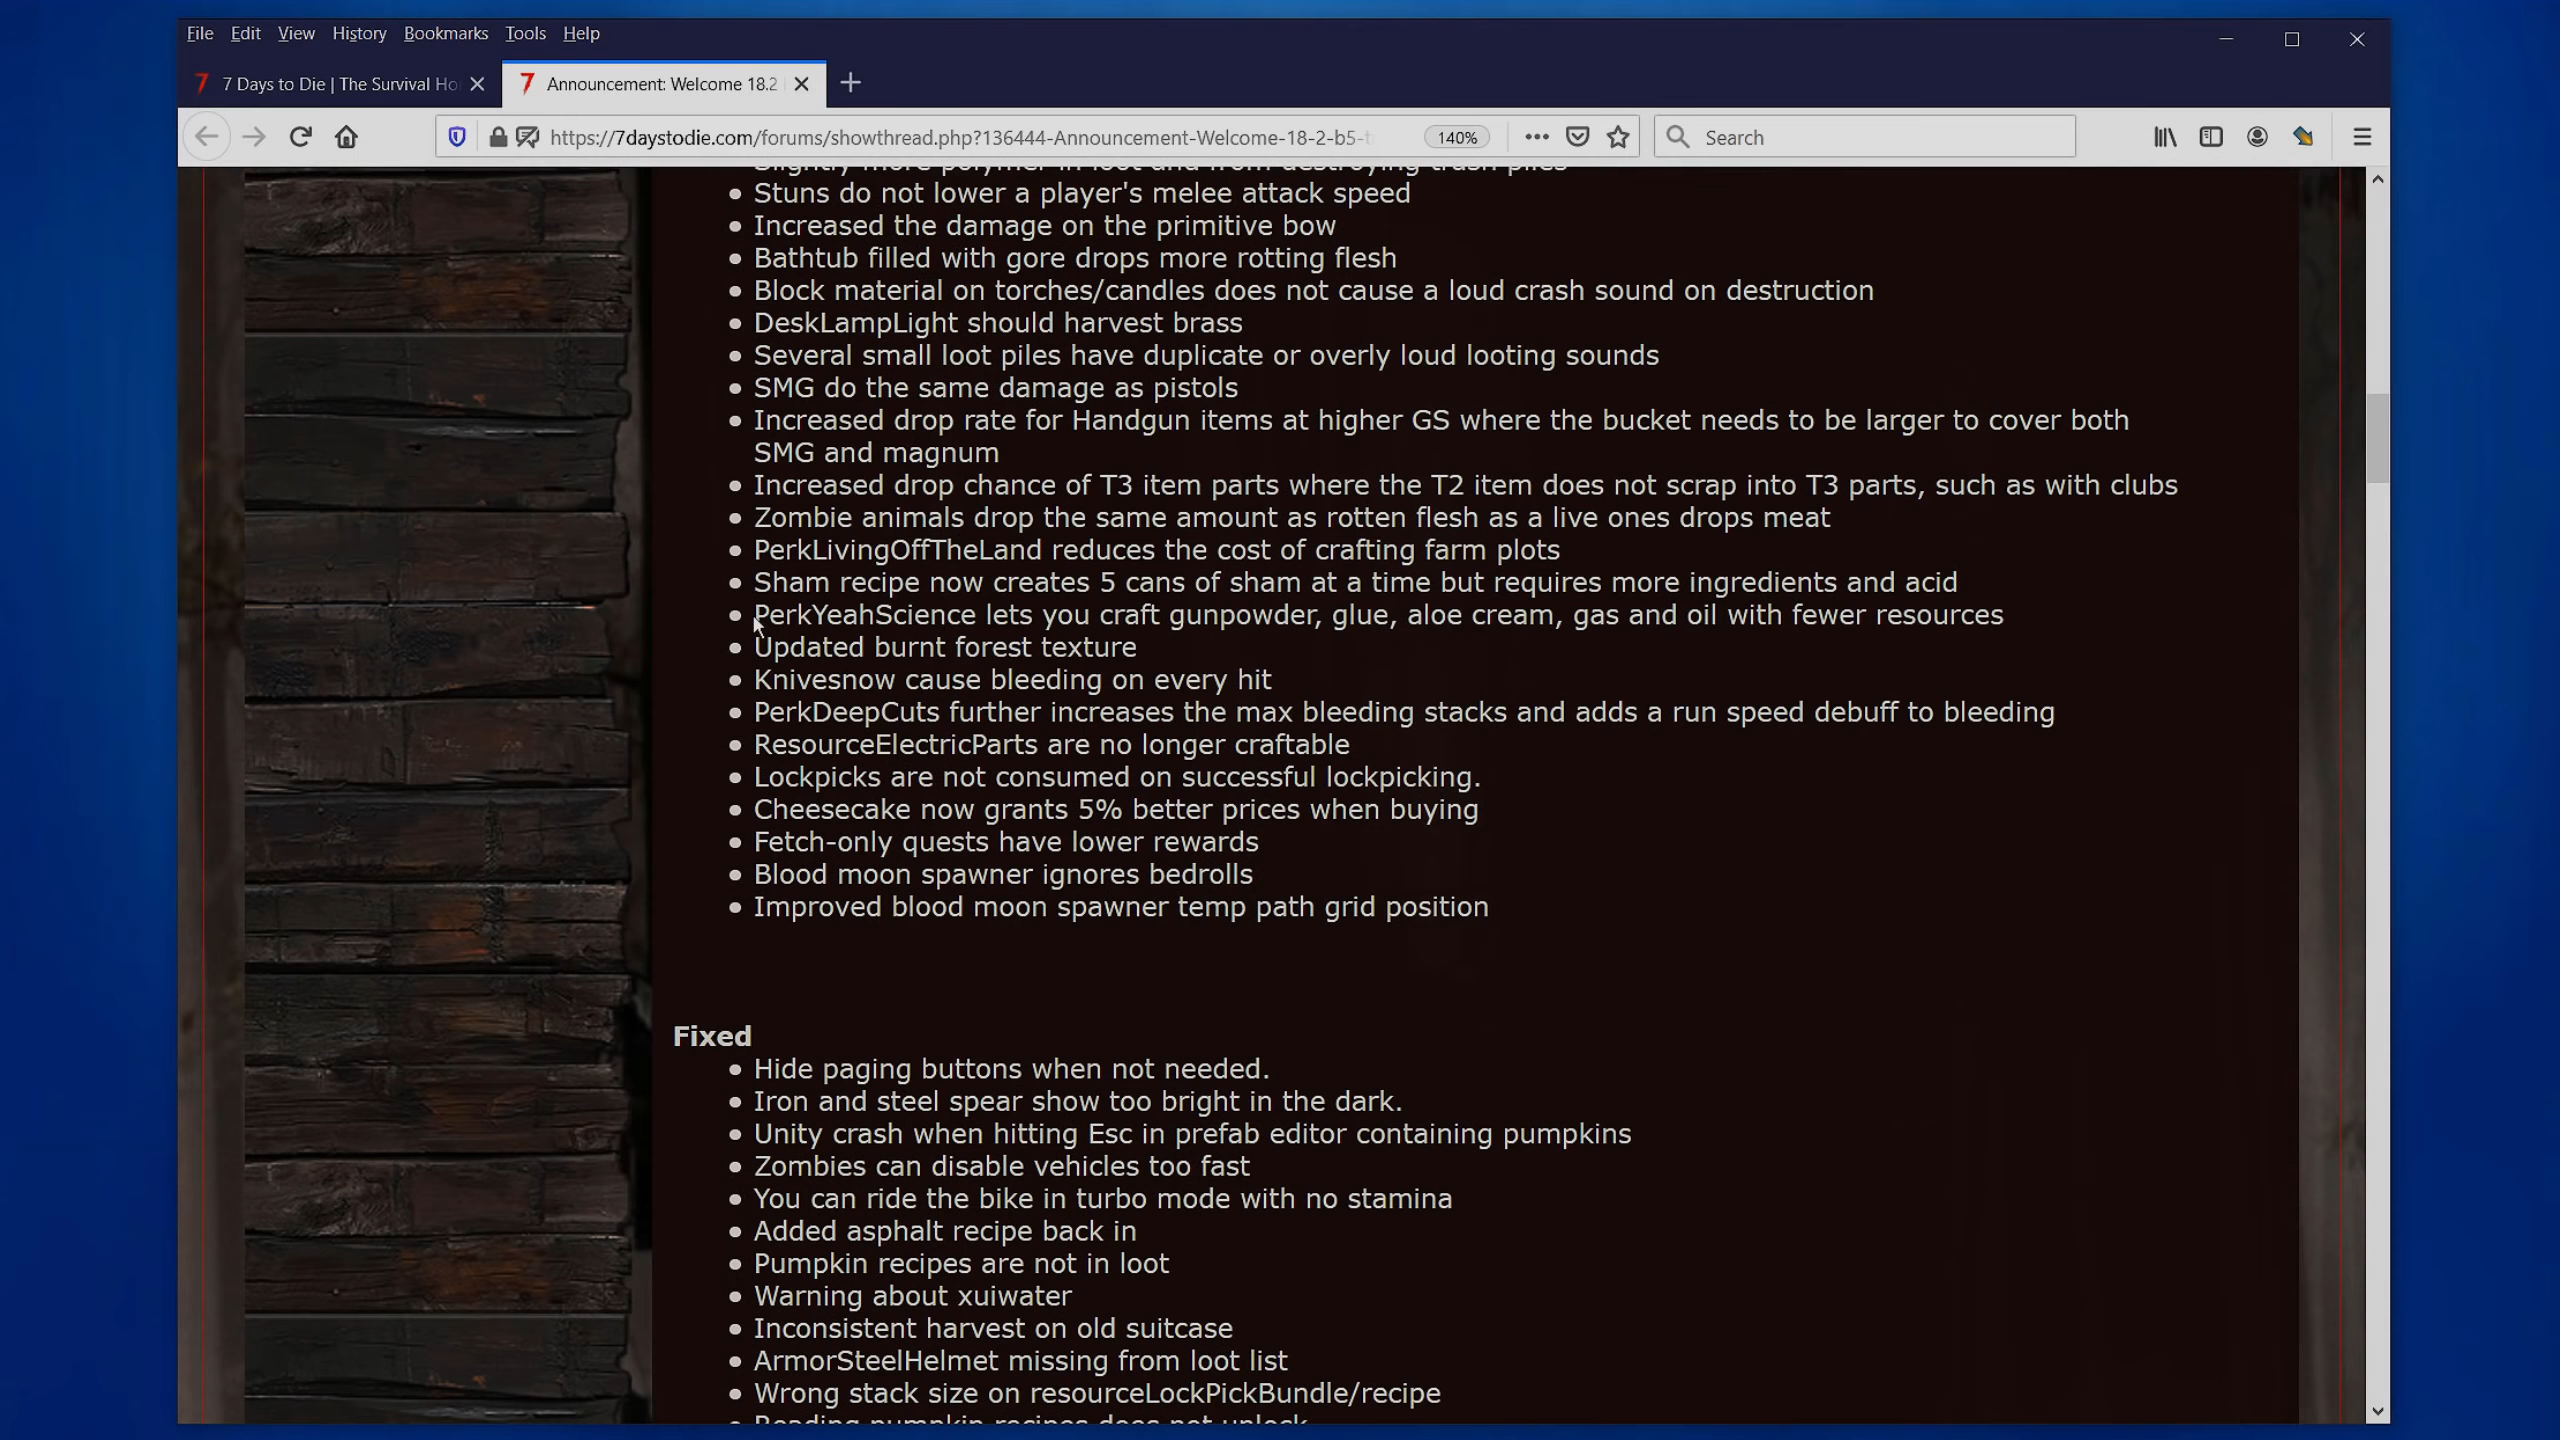 File Edit View History Bookmarks Tools Help
7 Days to Die | The Survival Ho
Announcement: Welcome 18.2
https://7daystodie.com/forums/showthread.php?136444-Announcement-Welcome-18-2-b5-t
140%
Search
Slightly more polymer in loot and from destroying trash piles
Stuns do not lower a player's melee attack speed
Increased the damage on the primitive bow
Bathtub filled with gore drops more rotting flesh
Block material on torches/candles does not cause a loud crash sound on destruction
DeskLampLight should harvest brass
Several small loot piles have duplicate or overly loud looting sounds
SMG do the same damage as pistols
Increased drop rate for Handgun items at higher GS where the bucket needs to be larger to cover both
SMG and magnum
Increased drop chance of T3 item parts where the T2 item does not scrap into T3 parts, such as with clubs
Zombie animals drop the same amount as rotten flesh as a live ones drops meat
PerkLivingOffTheLand reduces the cost of crafting farm plots
Sham recipe now creates 5 cans of sham at a time but requires more ingredients and acid
PerkYeahScience lets you craft gunpowder, glue, aloe cream, gas and oil with fewer resources
Updated burnt forest texture
Knivesnow cause bleeding on every hit
PerkDeepCuts further increases the max bleeding stacks and adds a run speed debuff to bleeding
ResourceElectricParts are no longer craftable
Lockpicks are not consumed on successful lockpicking.
Cheesecake now grants 5% better prices when buying
Fetch-only quests have lower rewards
Blood moon spawner ignores bedrolls
Improved blood moon spawner temp path grid position
Fixed
Hide paging buttons when not needed.
Iron and steel spear show too bright in the dark.
Unity crash when hitting Esc in prefab editor containing pumpkins
Zombies can disable vehicles too fast
You can ride the bike in turbo mode with no stamina
Added asphalt recipe back in
Pumpkin recipes are not in loot
Warning about xuiwater
Inconsistent harvest on old suitcase
ArmorSteelHelmet missing from loot list
Wrong stack size on resourceLockPickBundle/recipe
Reading pumpkin recipes does not unlock